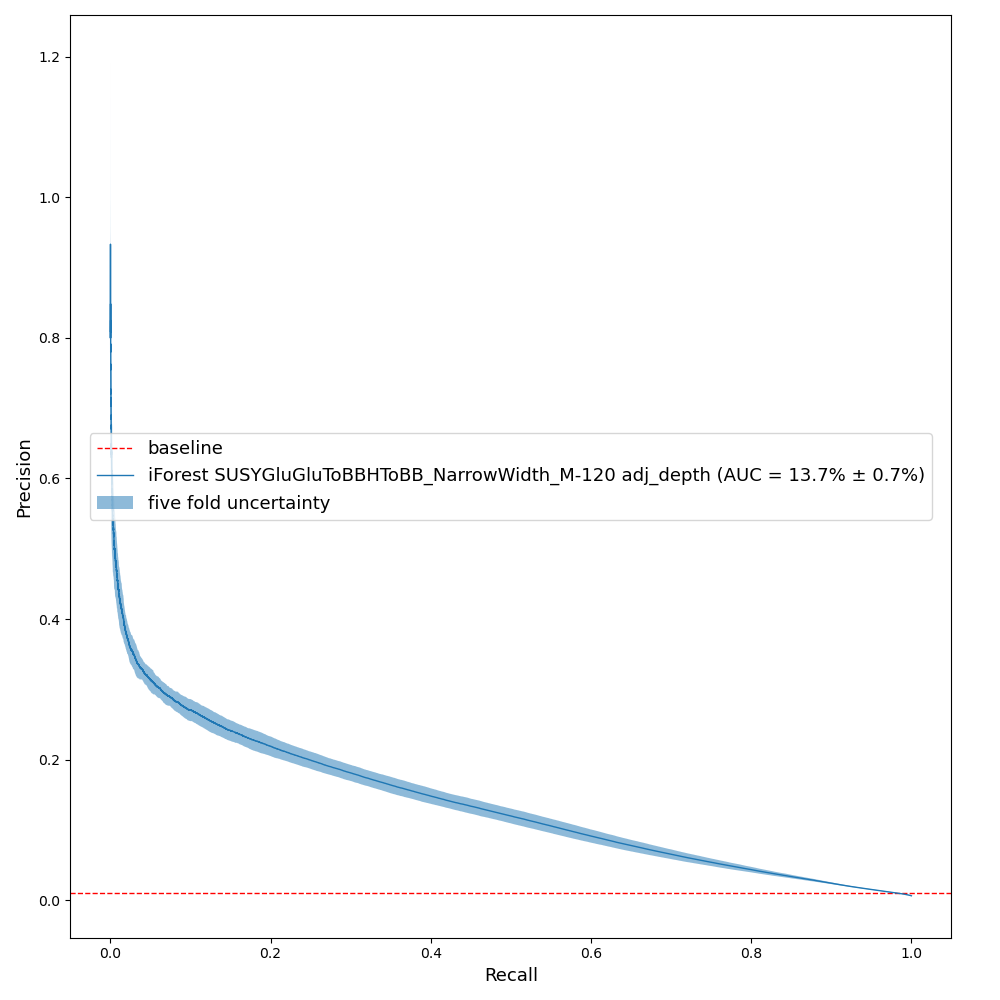 1.2
1.0
0.8
0.6
0.4
0.2
0.0
Precision
baseline
iForest SUSYGluGluToBBHToBB_NarrowWidth_M-120 adj_depth (AUC = 13.7% ± 0.7%)
five fold uncertainty
0.0 0.2 0.4 0.6 0.8 1.0
Recall